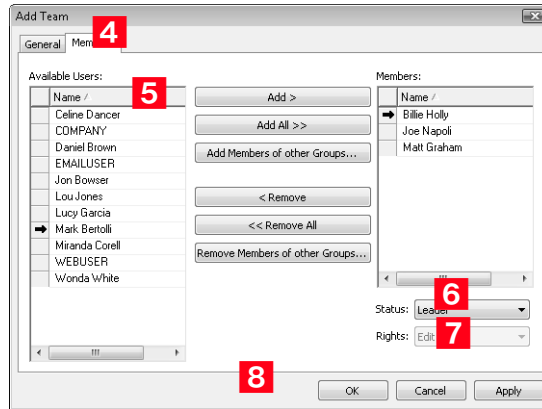 Add Team
4
General
5
Available Users:
Members:
Name
Celine Dancer
COMPANY
Daniel Brown
EMAILUSER
Jon Bowser
Lou Jones
Lucy Garcia
Mark Bertolli
Miranda Corell
WEBUSER
Wonda White
Add >
Add All >>
Add Members of other Groups...
< Remove
<< Remove All
Remove Members of other Groups...
Name
Billie Holly
Joe Napoli
Matt Graham
6
Status: Leader
7
Rights: Edit
8
OK
Cancel
Apply